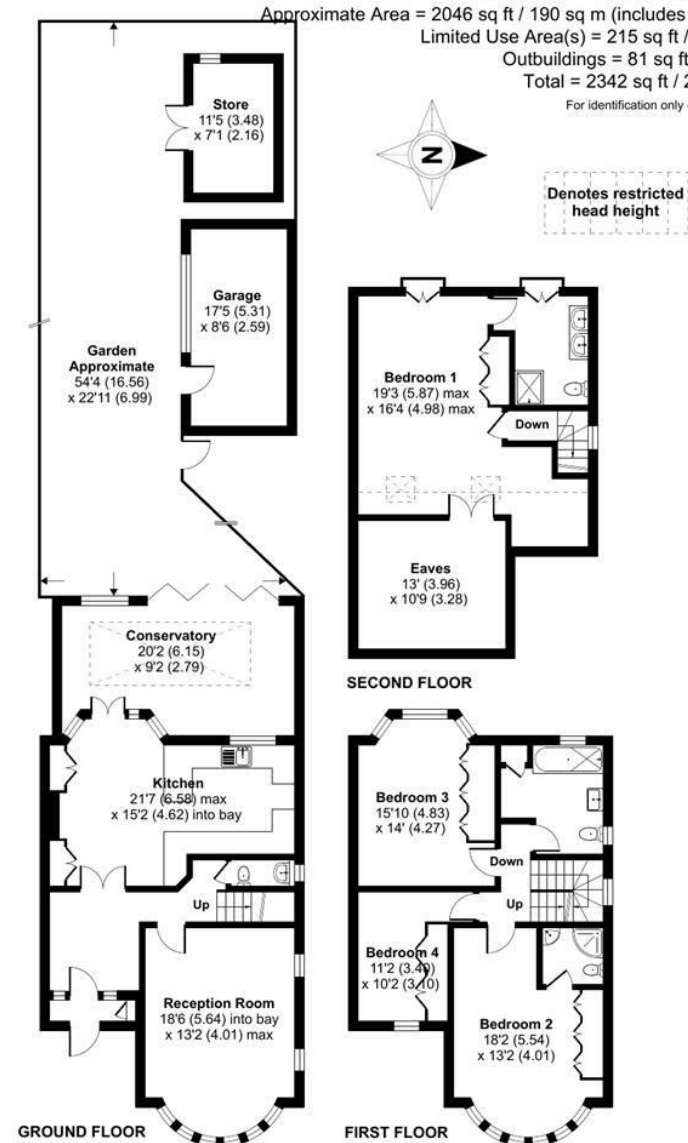 Approximate Area = 2046 sq ft / 190 sq m (includes
Limited Use Area(s) = 215 sq ft /
Outbuildings = 81 sq ft
Total = 2342 sq ft / 2
For identification only
N
Denotes restricted
head height
Store
11'5 (3.48)
x 7'1 (2.16)
Garage
17'5 (5.31)
x 8'6 (2.59)
Garden
Approximate
54'4 (16.56)
x 22'11 (6.99)
Bedroom 1
19'3 (5.87) max
x 16'4 (4.98) max
Down
Eaves
13' (3.96)
x 10'9 (3.28)
SECOND FLOOR
Conservatory
20'2 (6.15)
x 9'2 (2.79)
Kitchen
21'7 (6.58) max
x 15'2 (4.62) into bay
Up
Reception Room
18'6 (5.64) into bay
x 13'2 (4.01) max
GROUND FLOOR
Bedroom 3
15'10 (4.83)
x 14' (4.27)
Down
Up
Bedroom 4
11'2 (3.40)
x 10'2 (3.10)
Bedroom 2
18'2 (5.54)
x 13'2 (4.01)
FIRST FLOOR